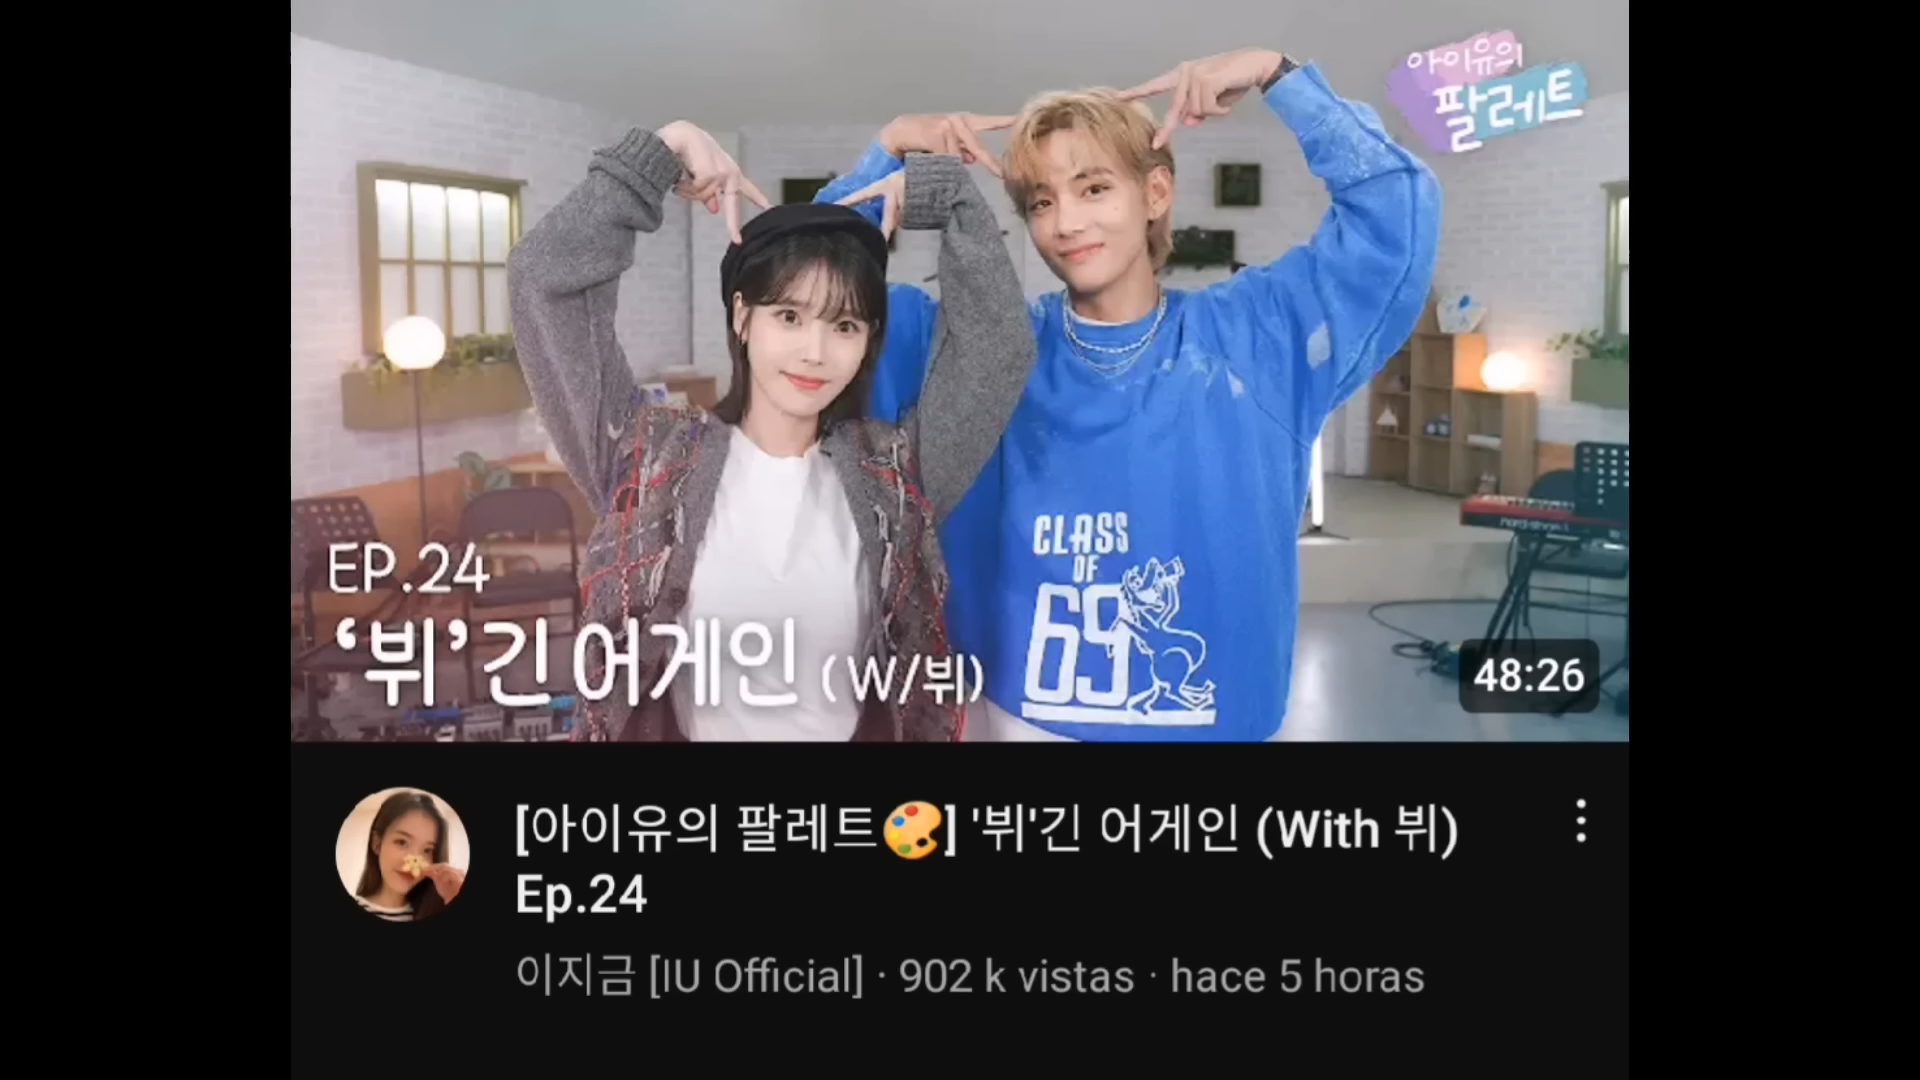 아이유의
팔레트
CLASS
OF
69
EP.24
‘뷔’긴 어게인 (W/뷔)
48:26
[아이유의 팔레트🎨] '뷔'긴 어게인 (With 뷔)
Ep.24
이지금 [IU Official] · 902 k vistas · hace 5 horas